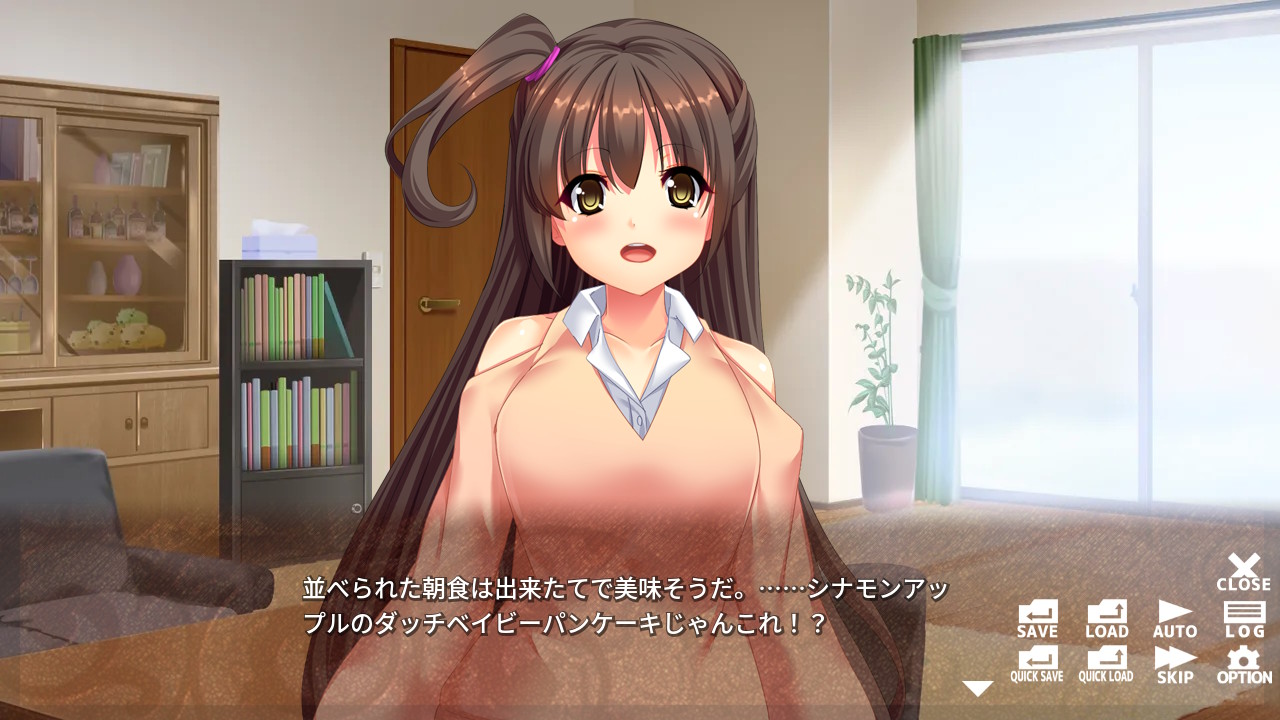 並べられた朝食は出来たてで美味そうだ。……シナモンアッ
プルのダッチベイビーパンケーキじゃんこれ！？
CLOSE
SAVE LOAD AUTO LOG
QUICK SAVE QUICK LOAD SKIP OPTION